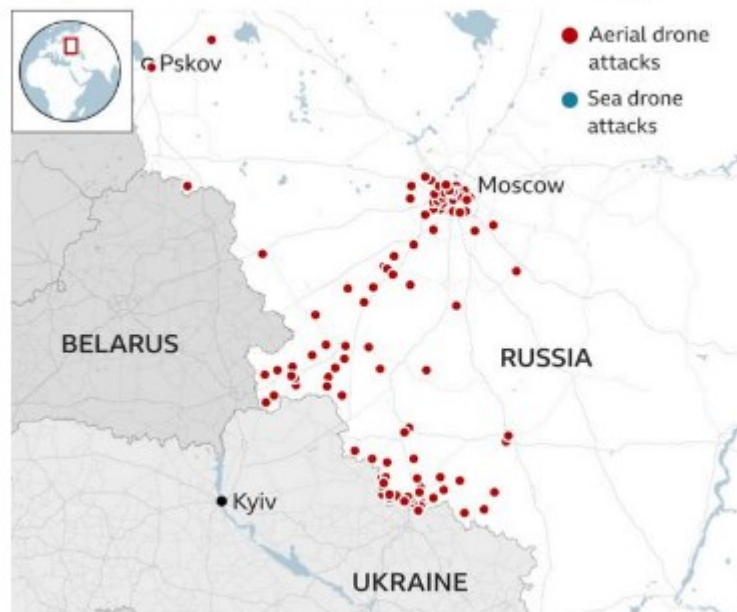 Aerial drone
attacks
Sea drone
attacks
Pskov
Moscow
BELARUS
RUSSIA
Kyiv
UKRAINE